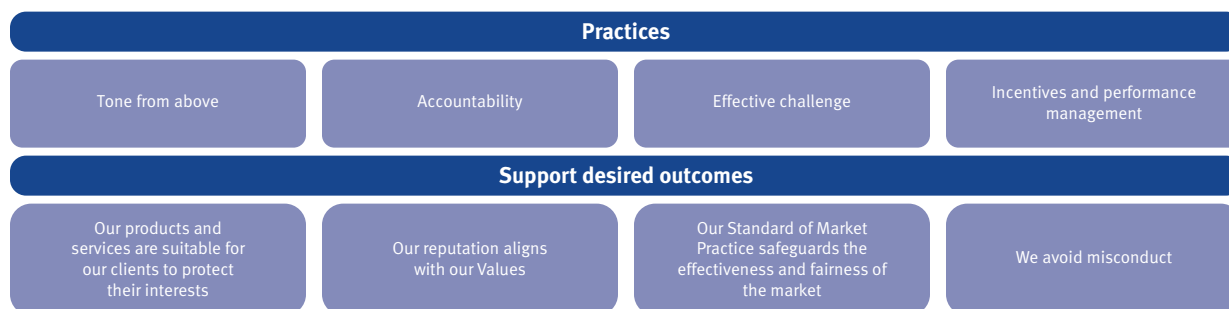 Practices
Tone from above
Accountability
Effective challenge
Incentives and performance
management
Support desired outcomes
Our products and
services are suitable for
our clients to protect
their interests
Our reputation aligns
with our Values
Our Standard of Market
Practice safeguards the
effectiveness and fairness of
the market
We avoid misconduct